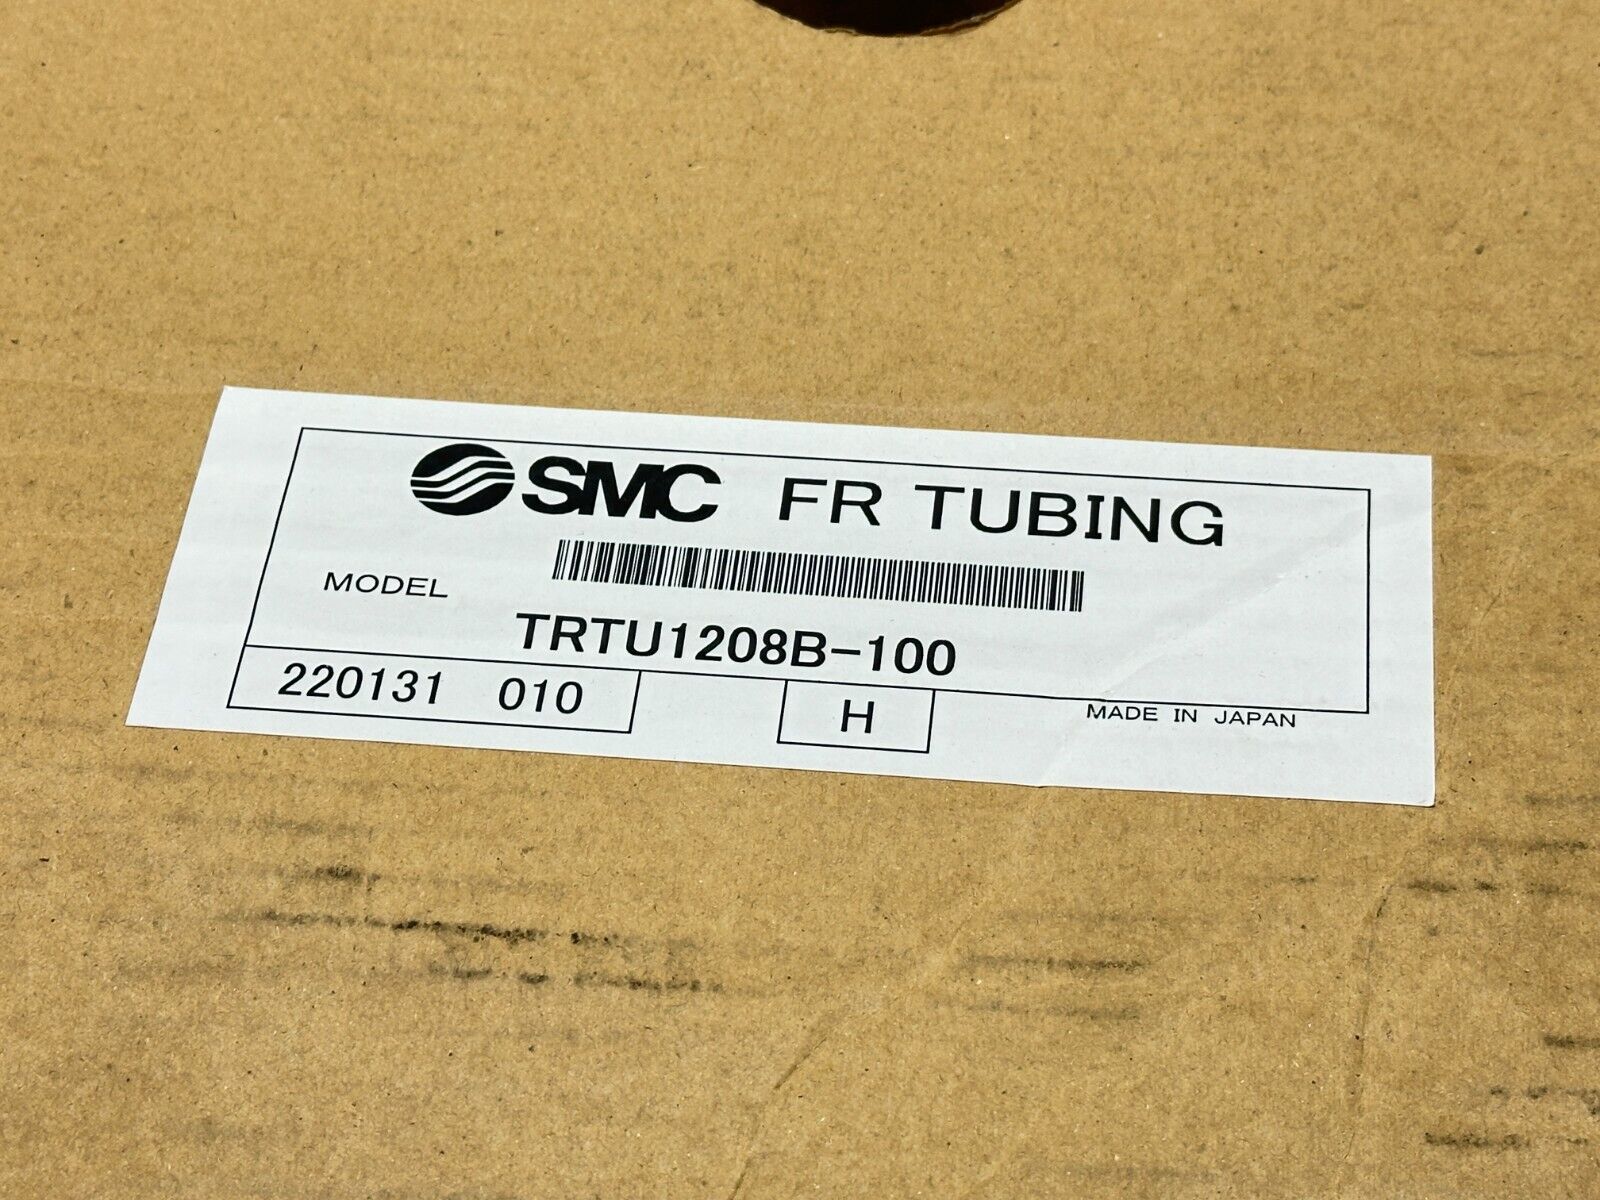 SMC FR TUBING
MODEL
TRTU1208B-100
220131 010
H
MADE IN JAPAN